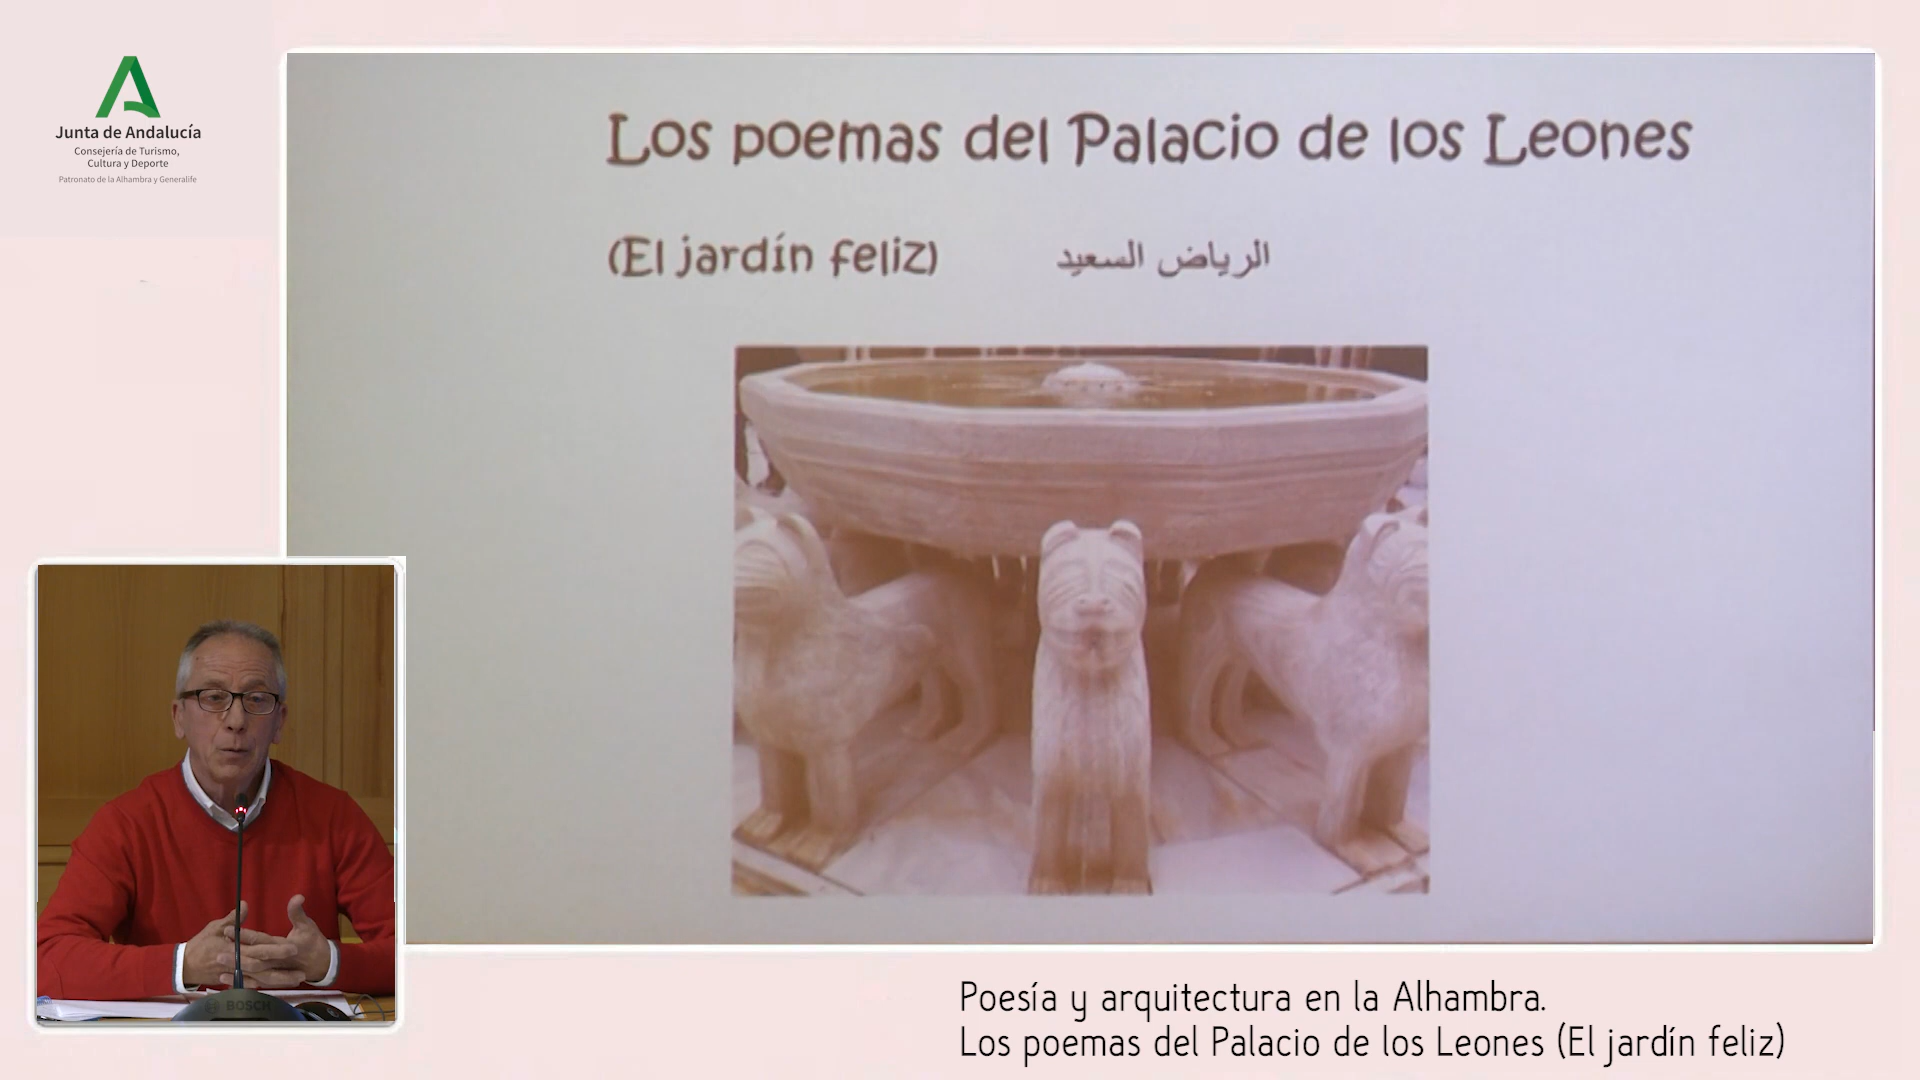 Junta de Andalucía
Consejería de Turismo,
Cultura y Deporte
Patronato de la Alhambra y Generalife
Los poemas del Palacio de los Leones
(El jardín feliz) الرياض السعيد
BOSCH
Poesía y arquitectura en la Alhambra.
Los poemas del Palacio de los Leones (El jardín feliz)